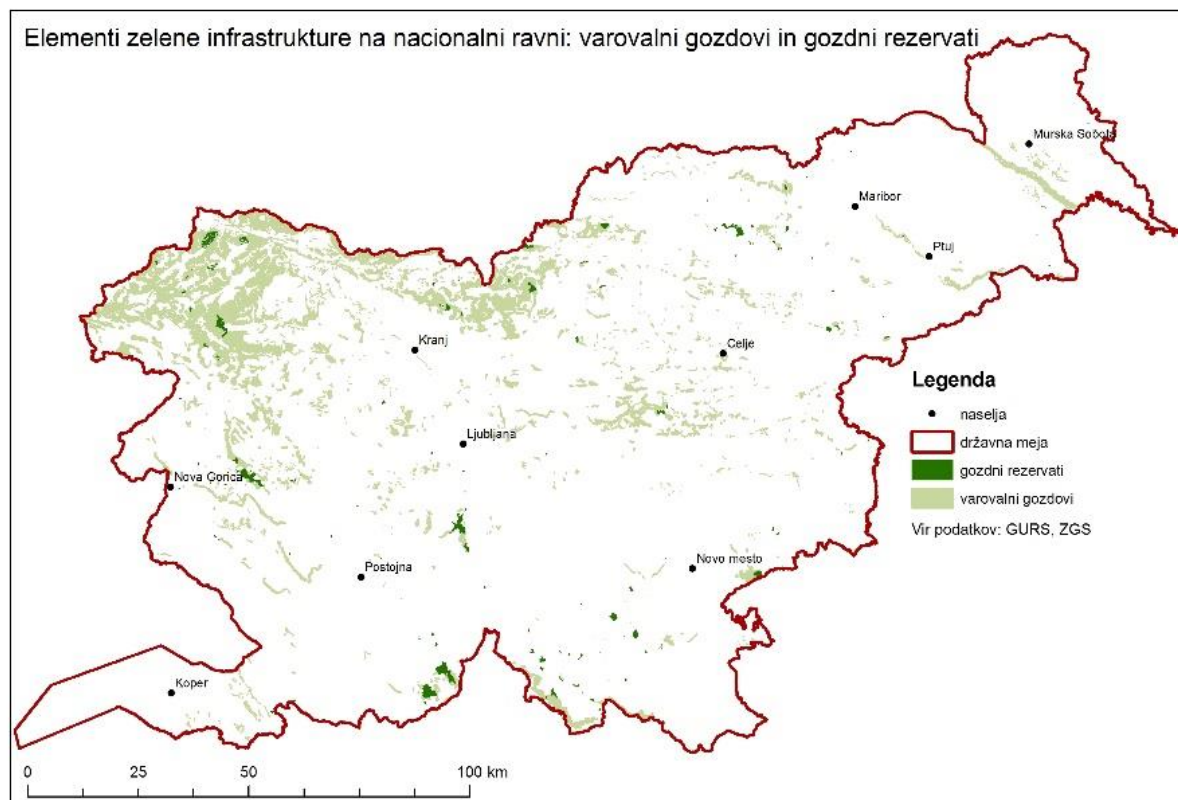 Elementi zelene infrastrukture na nacionalni ravni: varovalni gozdovi in gozdni rezervati
Murska Sobota
Maribor
Ptuj
Kranj
Celje
Legenda
naselja
Ljubljana
državna meja
gozdni rezervati
Nova Gorica
varovalni gozdovi
Vir podatkov: GURS, ZGS
Postojna
Novo mesto
Koper
0 25 50 100 km